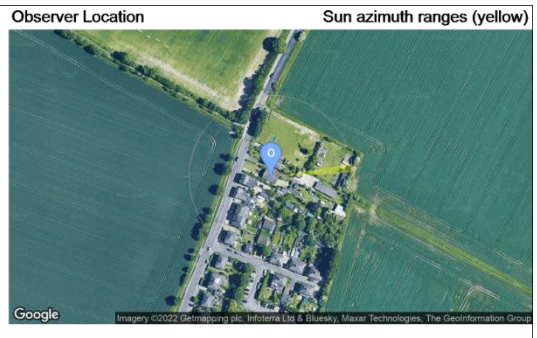 Observer Location Sun azimuth ranges (yellow)
O
Google Imagery ©2022 Getmapping plc, Infoterra Ltd & Bluesky, Maxar Technologies, The GeoInformation Group